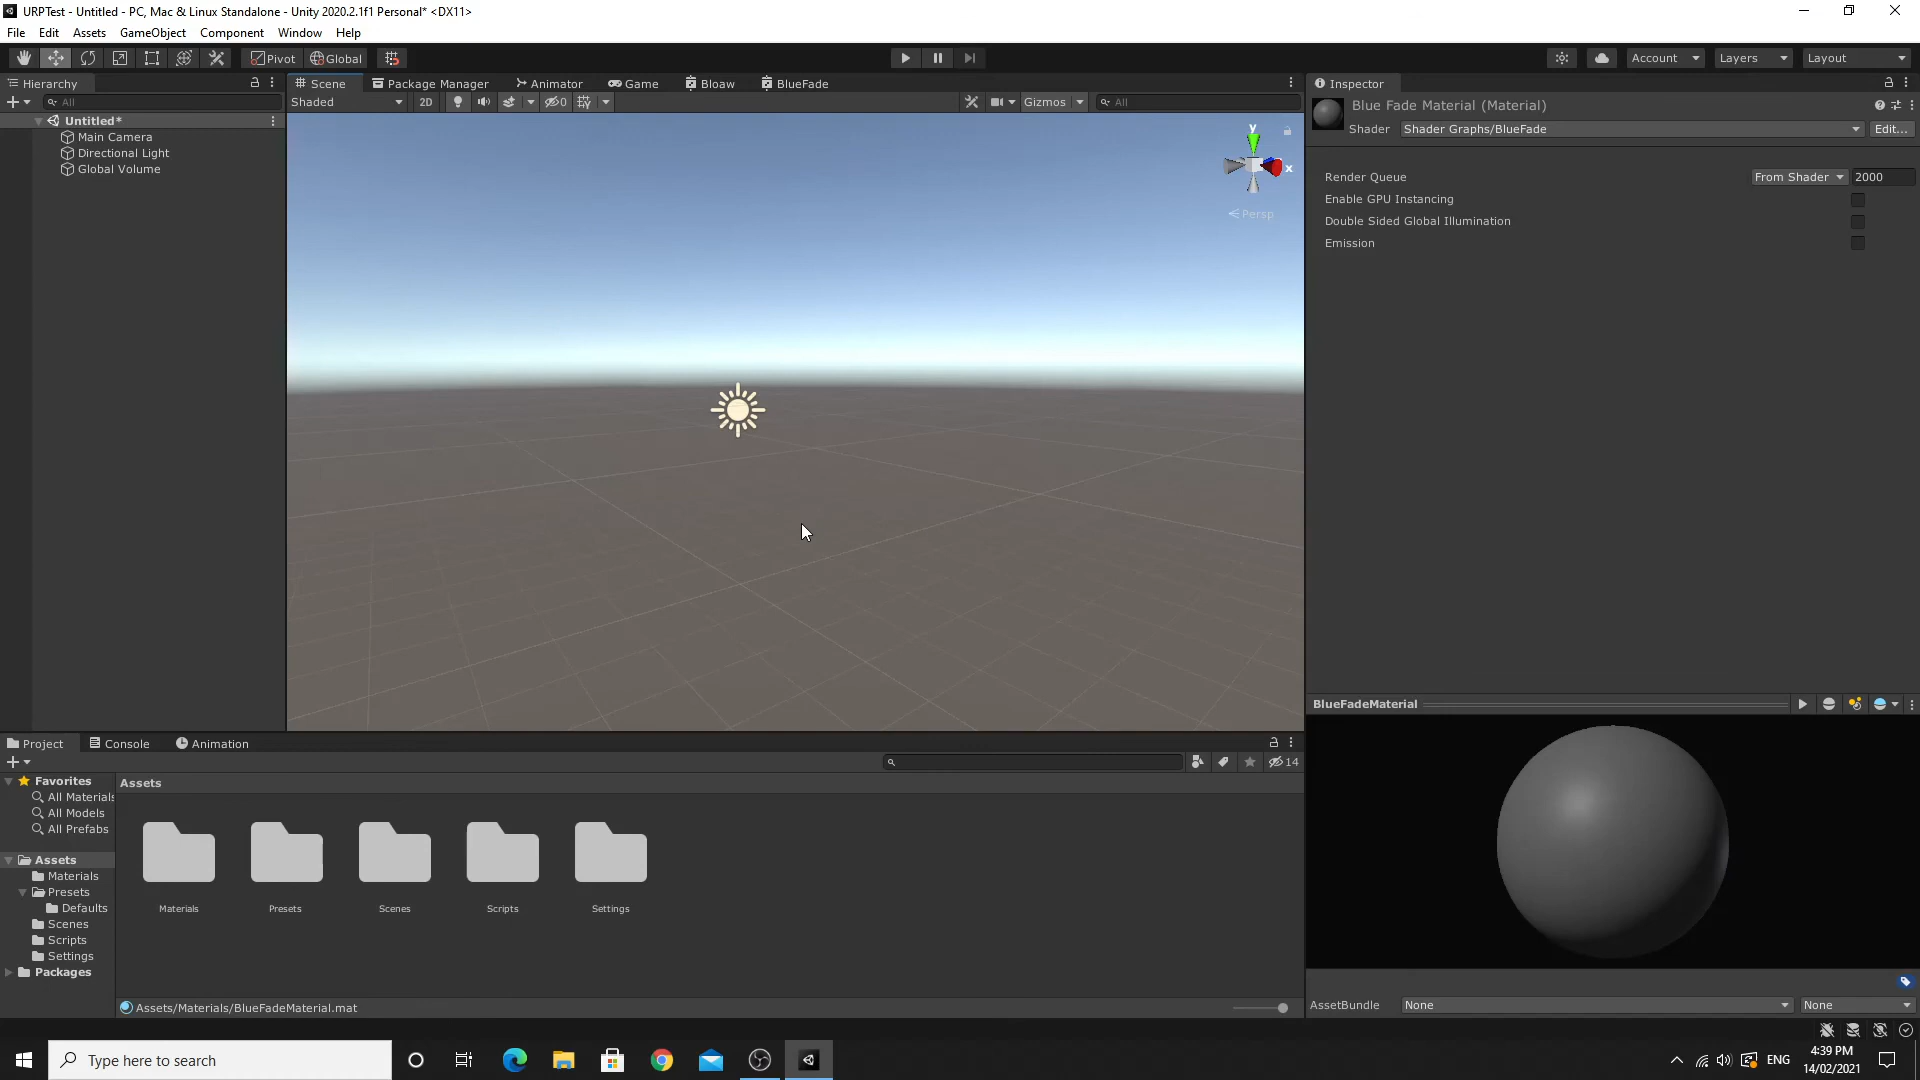 URPTest - Untitled - PC, Mac & Linux Standalone - Unity 2020.2.1f1 Personal* <DX11>
File Edit Assets GameObject Component Window Help
Pivot Global Account Layers Layout
Hierarchy Scene Package Manager Animator Game Bloaw BlueFade Inspector
All Shaded 2D 0 Gizmos All
Blue Fade Material (Material)
Shader Shader Graphs/BlueFade Edit...
Untitled*
Main Camera
Directional Light
Global Volume
y
x
Persp
Render Queue From Shader 2000
Enable GPU Instancing
Double Sided Global Illumination
Emission
BlueFadeMaterial
Project Console Animation
14
Favorites
All Materials
All Models
All Prefabs
Assets
Materials
Presets
Defaults
Scenes
Scripts
Settings
Packages
Assets
Materials Presets Scenes Scripts Settings
Assets/Materials/BlueFadeMaterial.mat
AssetBundle None None
Type here to search
ENG
4:39 PM
14/02/2021